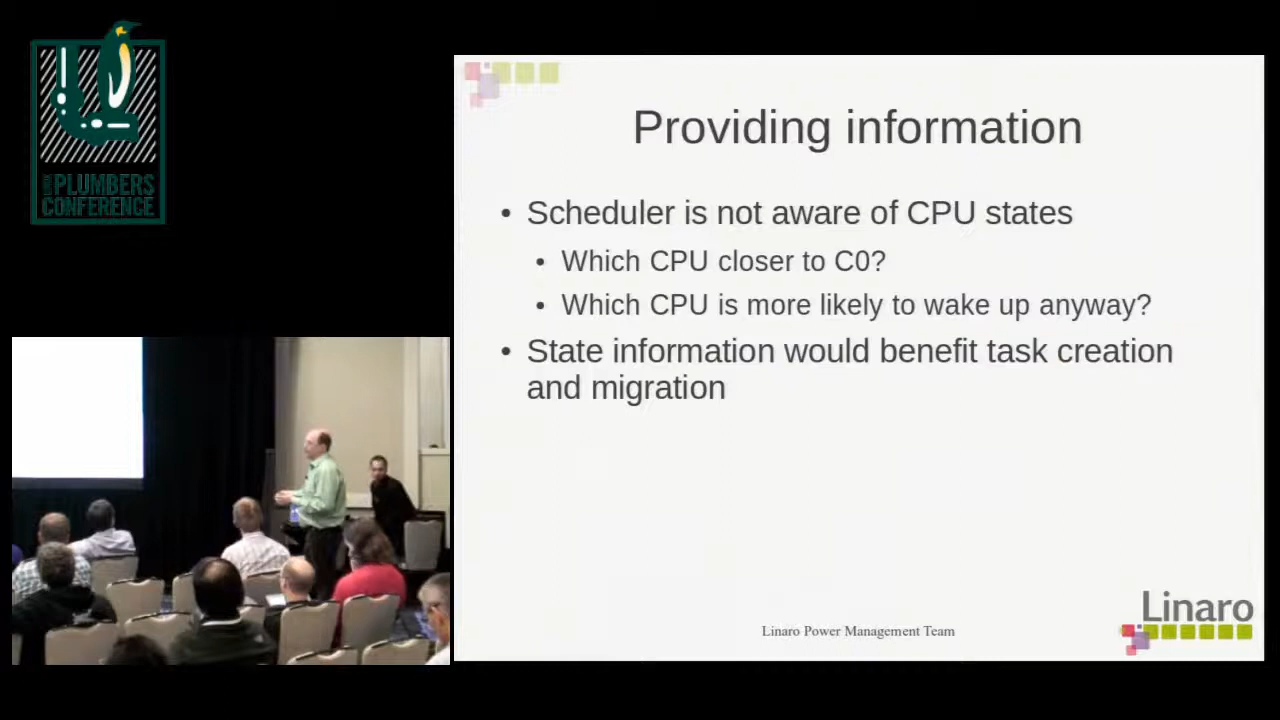 PLUMBERS
CONFERENCE
Providing information
• Scheduler is not aware of CPU states
• Which CPU closer to C0?
• Which CPU is more likely to wake up anyway?
• State information would benefit task creation
and migration
Linaro Power Management Team
Linaro